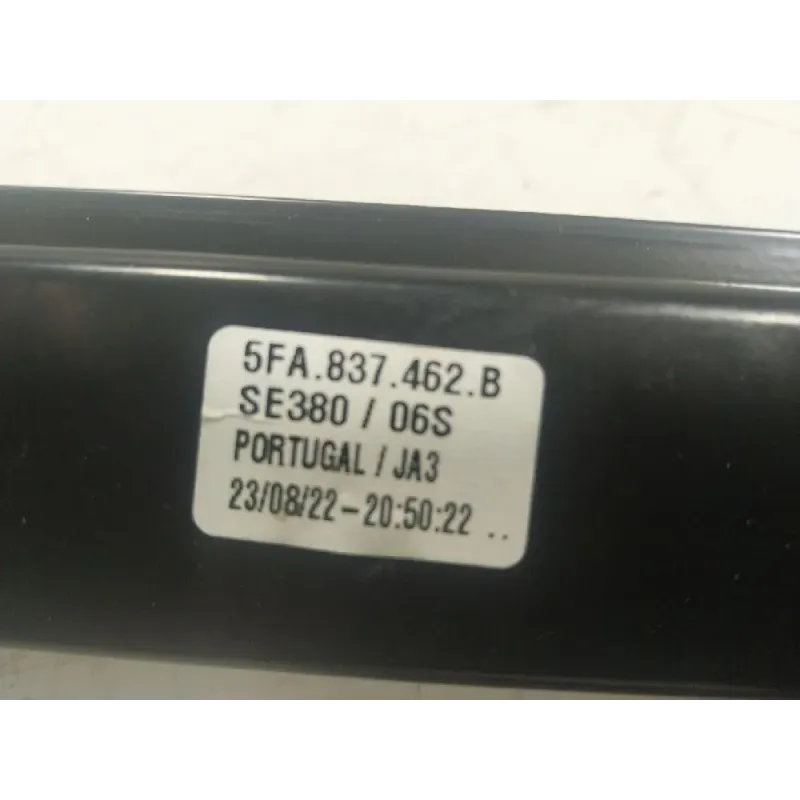 5FA.837.462.B
SE380 / 06S
PORTUGAL / JA3
23/08/22-20:50:22 ..